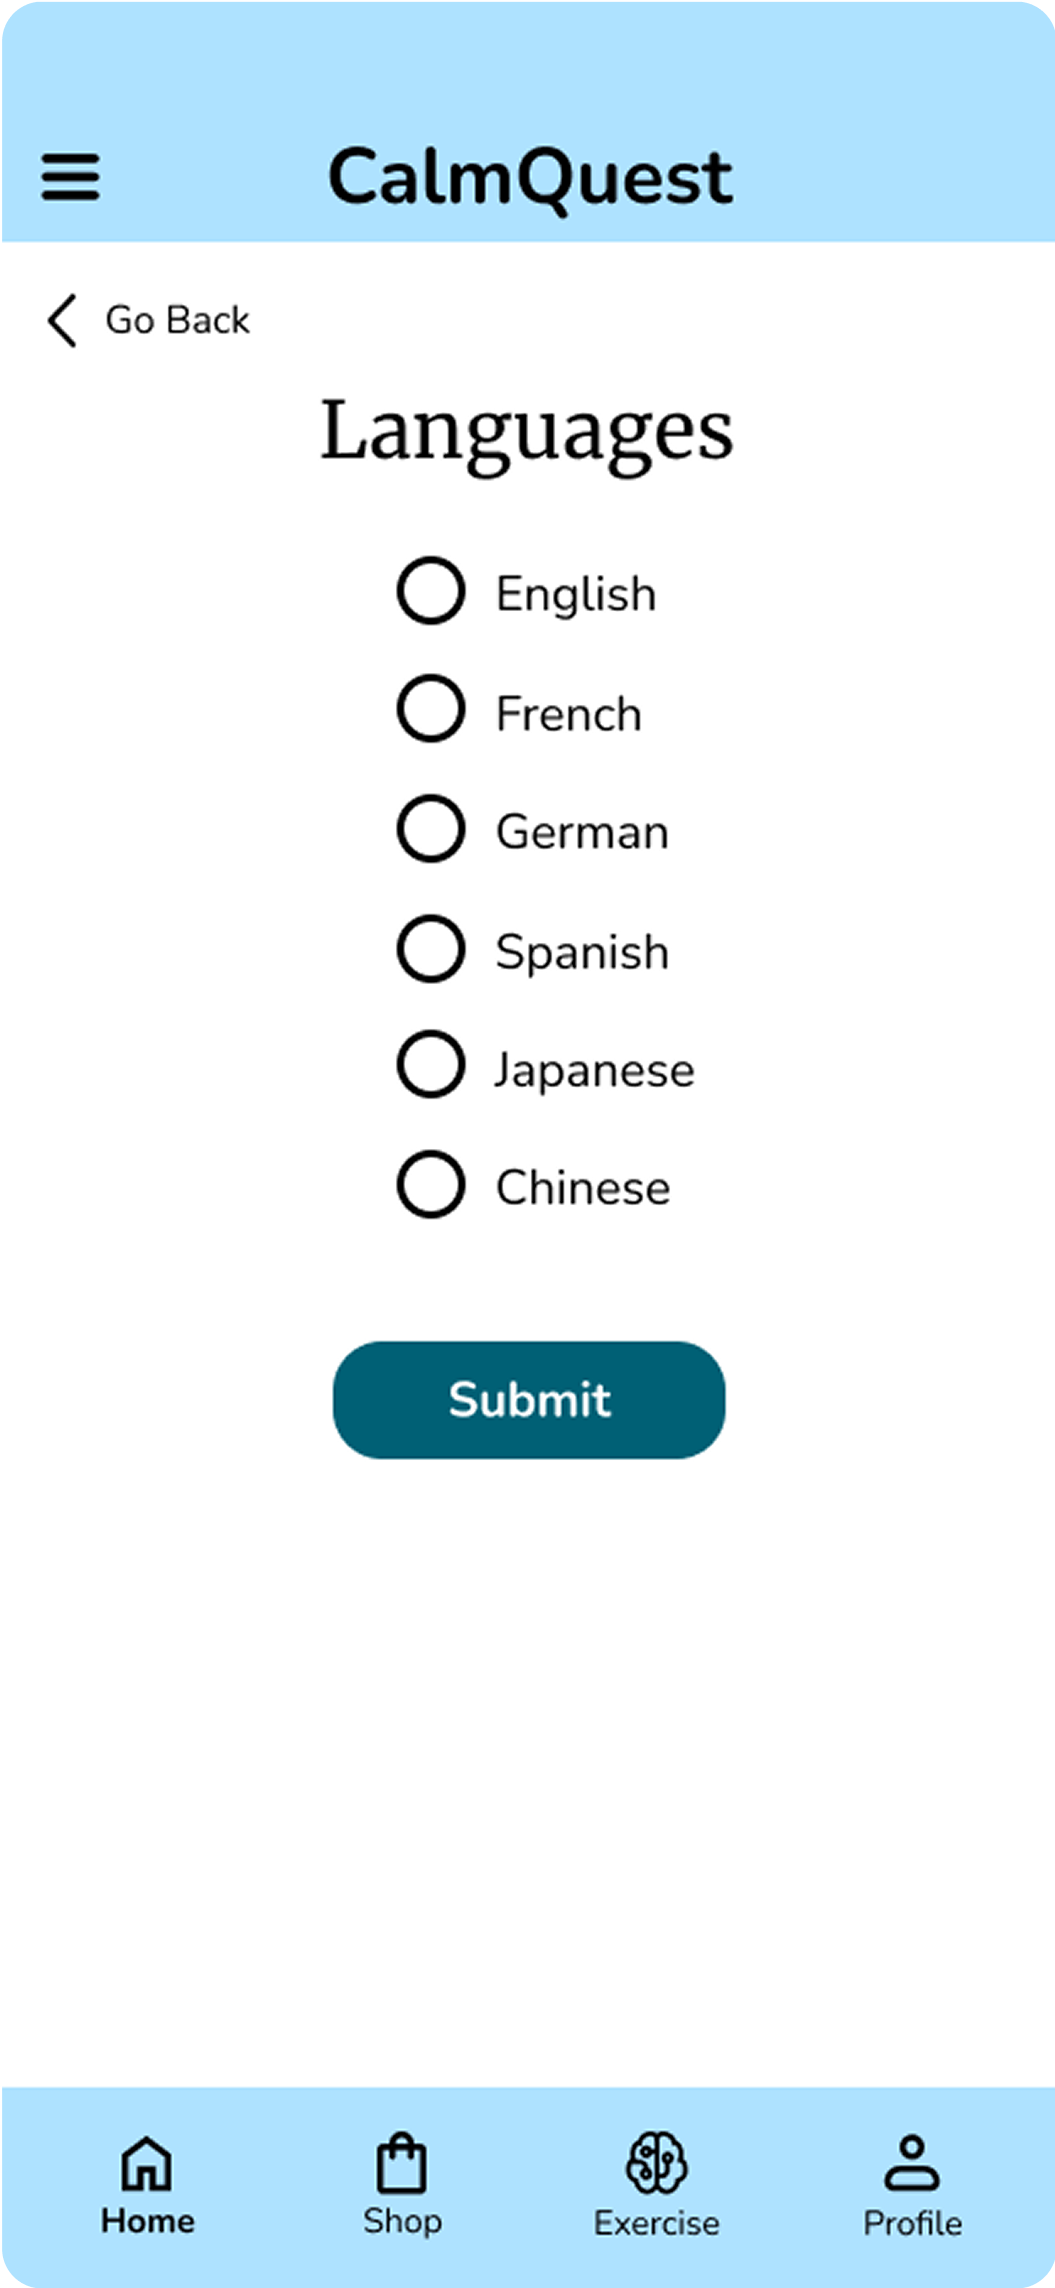 CalmQuest
Go Back
Languages
English
French
German
Spanish
Japanese
Chinese
Submit
Home
Shop
Exercise
Profile